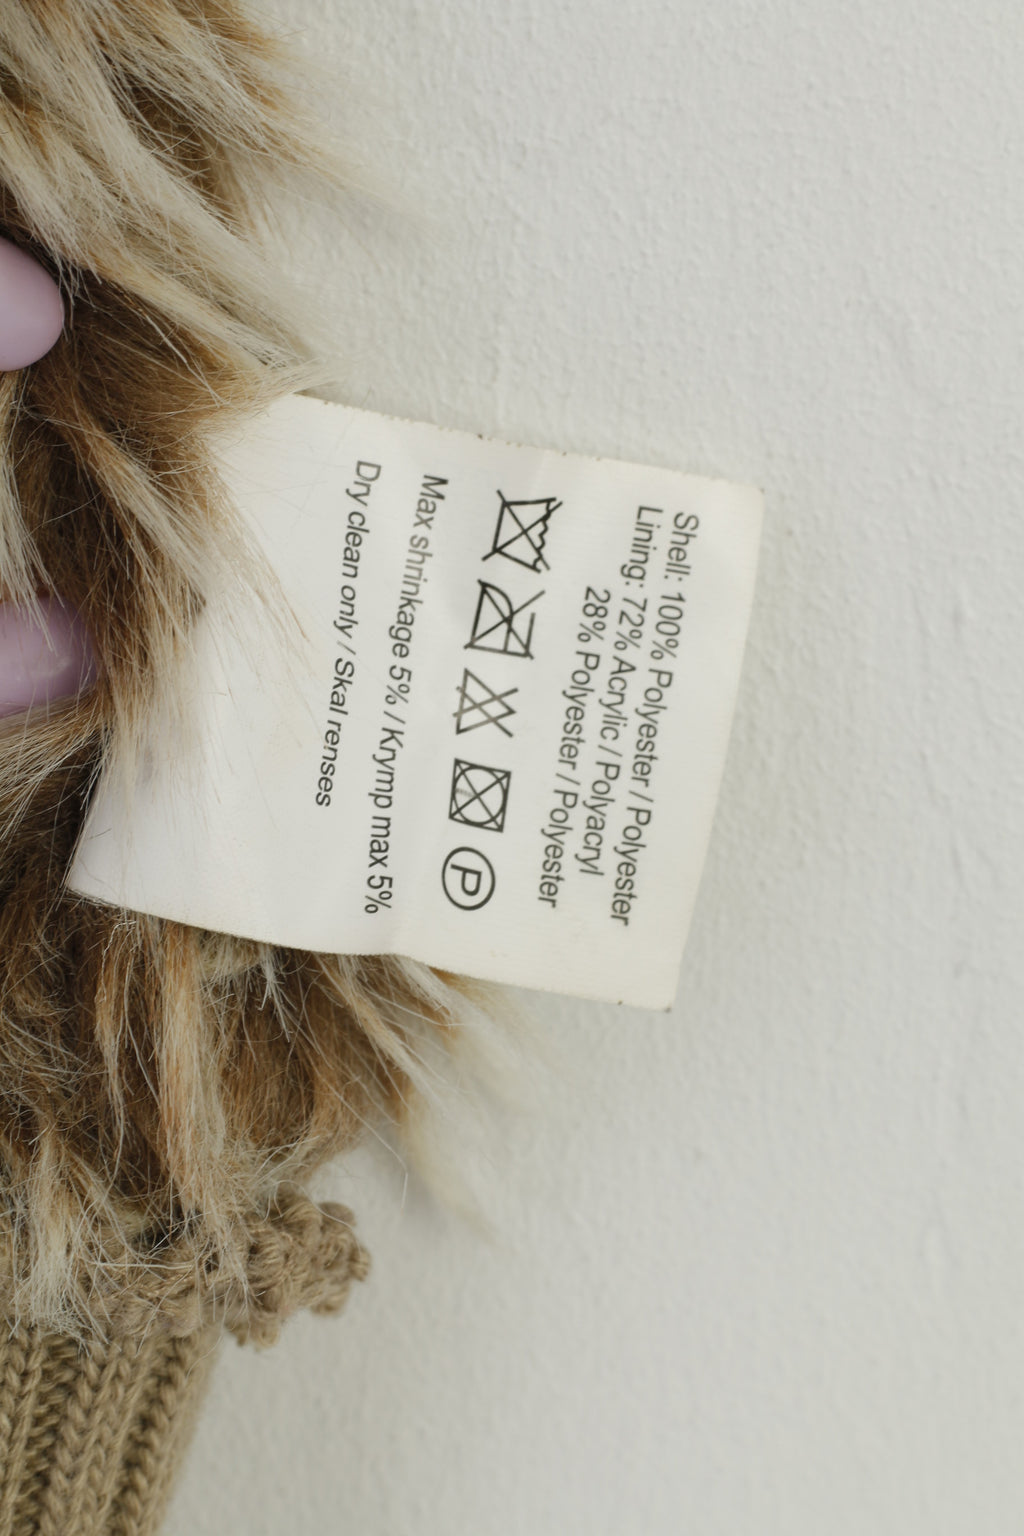 Shell: 100% Polyester / Polyester
Lining: 72% Acrylic / Polyacryl
28% Polyester / Polyester
P
Max shrinkage 5% / Krymp max 5%
Dry clean only / Skal renses